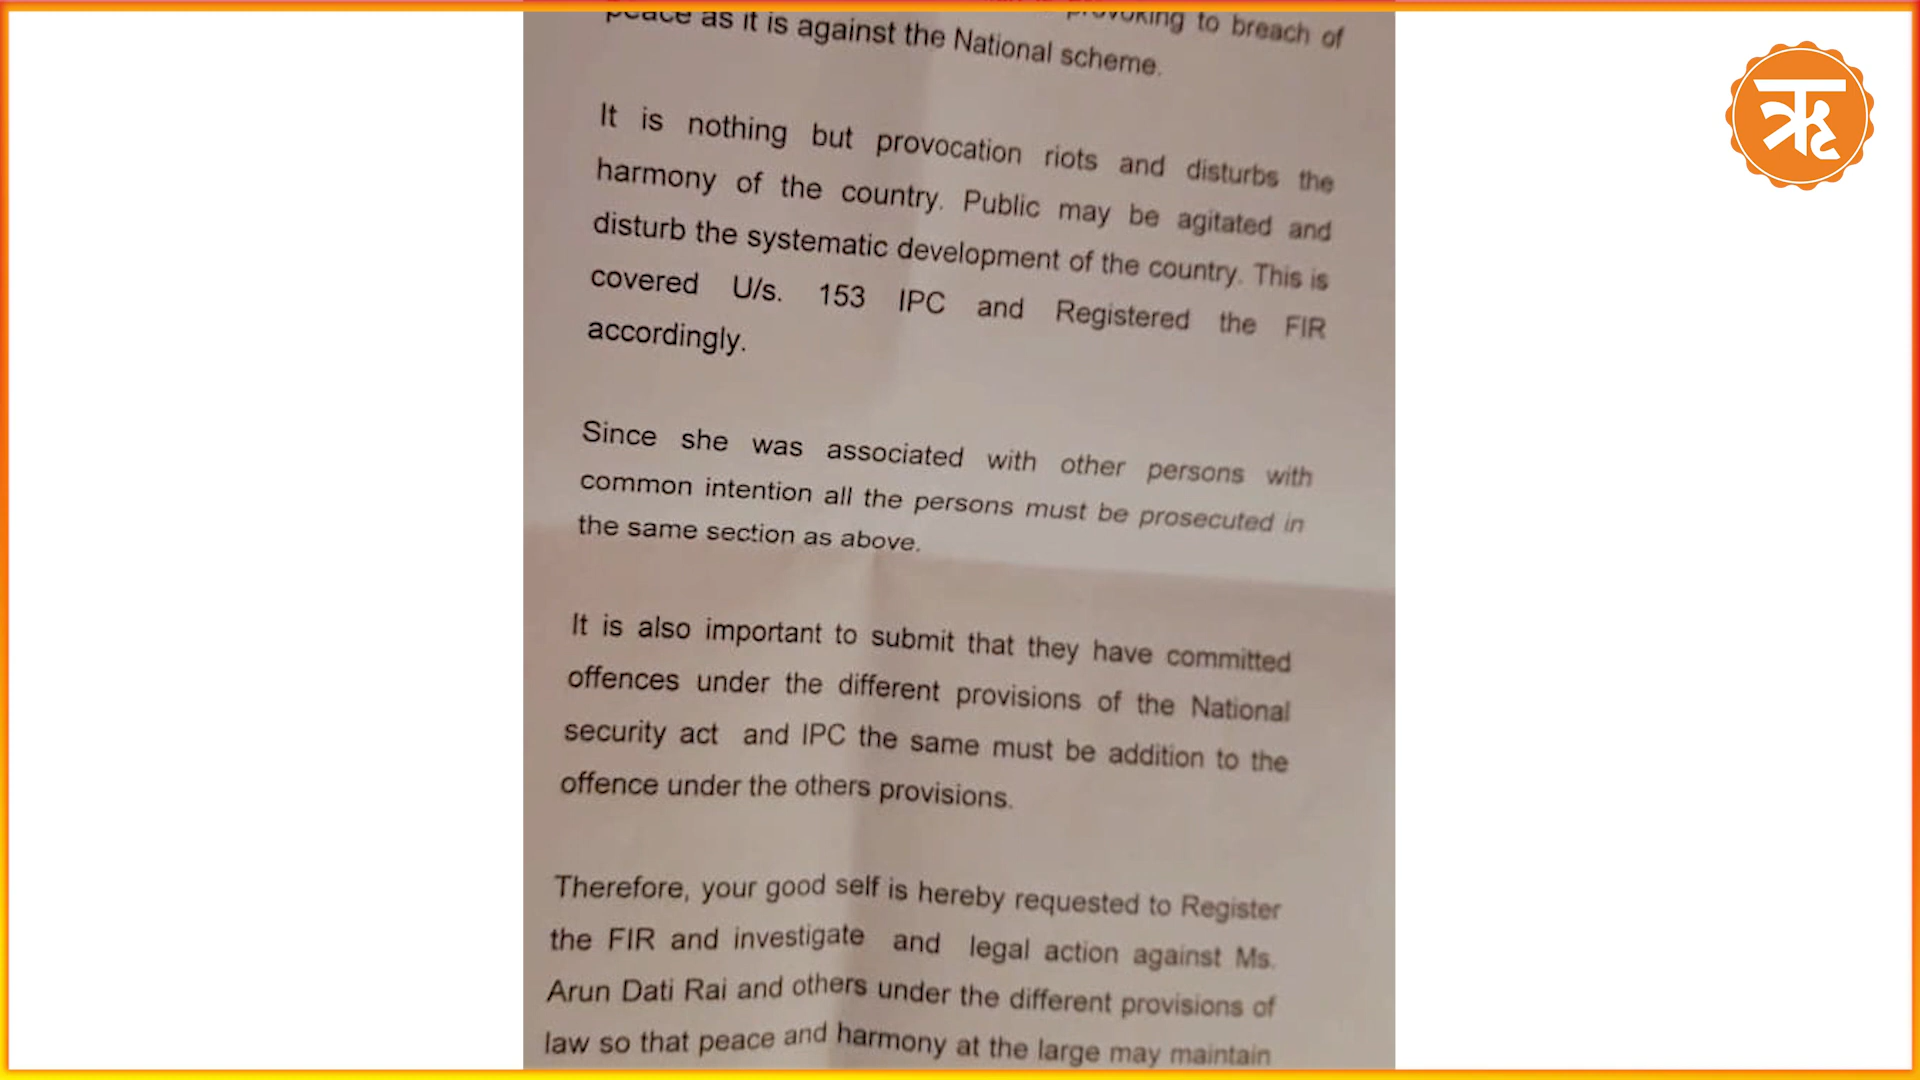 provoking to breach of
peace as it is against the National scheme.
It is nothing but provocation riots and disturbs the
harmony of the country. Public may be agitated and
disturb the systematic development of the country. This is
covered U/s. 153 IPC and Registered the FIR
accordingly.
Since she was associated with other persons with
common intention all the persons must be prosecuted in
the same section as above.
It is also important to submit that they have committed
offences under the different provisions of the National
security act and IPC the same must be addition to the
offence under the others provisions.
Therefore, your good self is hereby requested to Register
the FIR and investigate and legal action against Ms.
Arun Dati Rai and others under the different provisions of
law so that peace and harmony at the large may maintain
ऋ